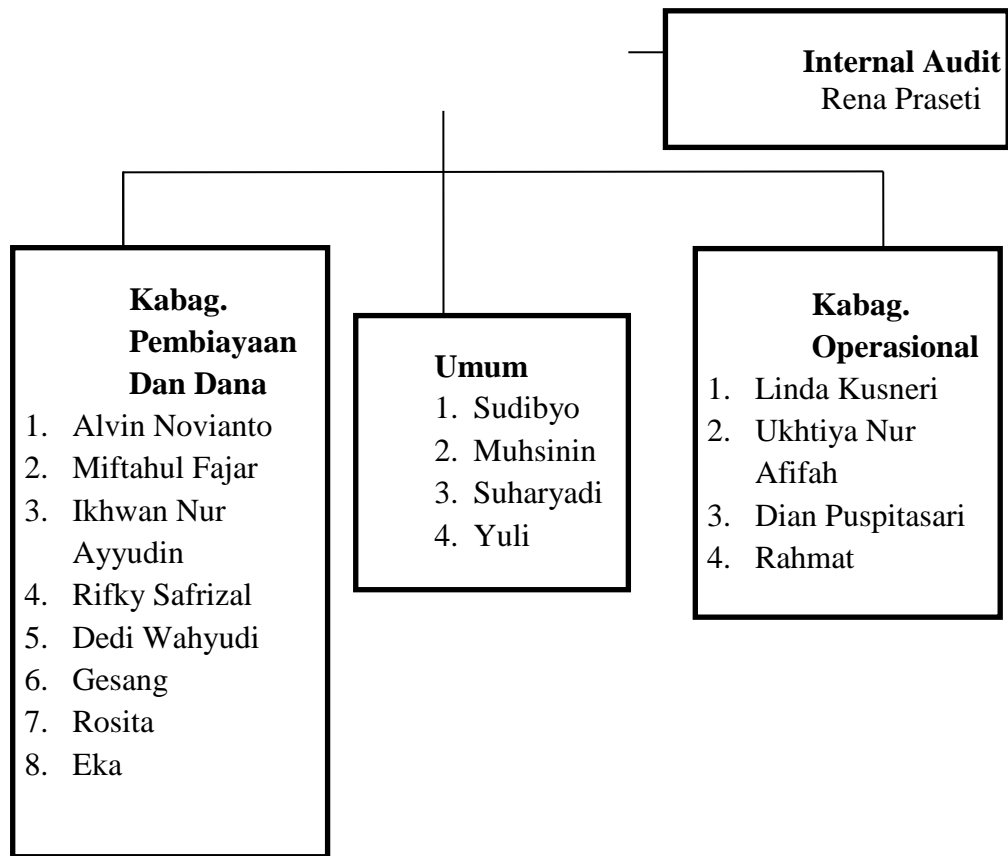 Internal Audit
Rena Praseti
Kabag.
Pembiayaan
Dan Dana
1. Alvin Novianto
2. Miftahul Fajar
3. Ikhwan Nur
Ayyudin
4. Rifky Safrizal
5. Dedi Wahyudi
6. Gesang
7. Rosita
8. Eka
Umum
1. Sudibyo
2. Muhsinin
3. Suharyadi
4. Yuli
Kabag.
Operasional
1. Linda Kusneri
2. Ukhtiya Nur
Afifah
3. Dian Puspitasari
4. Rahmat